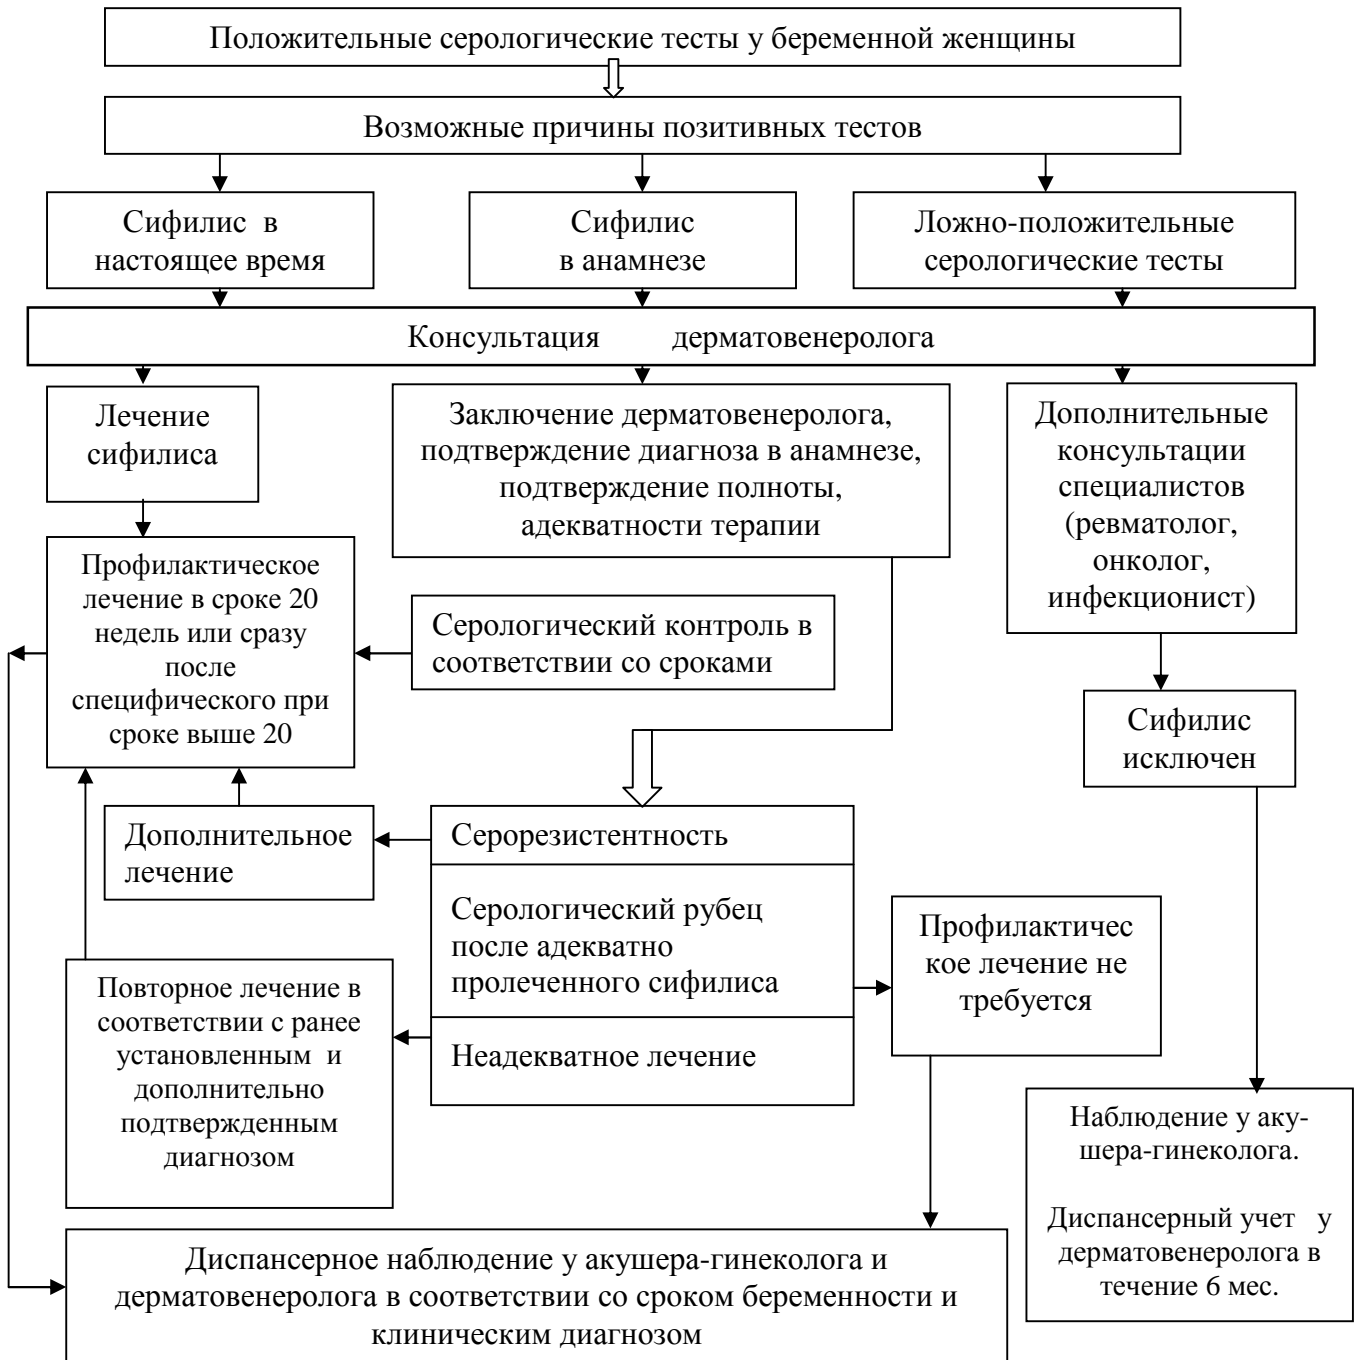 Положительные серологические тесты у беременной женщины
Возможные причины позитивных тестов
Сифилис в
настоящее время
Сифилис
в анамнезе
Ложно-положительные
серологические тесты
Консультация дерматовенеролога
Лечение
сифилиса
Заключение дерматовенеролога,
подтверждение диагноза в анамнезе,
подтверждение полноты,
адекватности терапии
Дополнительные
консультации
специалистов
(ревматолог,
онколог,
инфекционист)
Профилактическое
лечение в сроке 20
недель или сразу
после
специфического при
сроке выше 20
Серологический контроль в
соответствии со сроками
Сифилис
исключен
Дополнительное
лечение
Серорезистентность
Серологический рубец
после адекватно
пролеченного сифилиса
Неадекватное лечение
Профилактичес
кое лечение не
требуется
Повторное лечение в
соответствии с ранее
установленным и
дополнительно
подтвержденным
диагнозом
Наблюдение у аку-
шера-гинеколога.
Диспансерный учет у
дерматовенеролога в
течение 6 мес.
Диспансерное наблюдение у акушера-гинеколога и
дерматовенеролога в соответствии со сроком беременности и
клиническим диагнозом